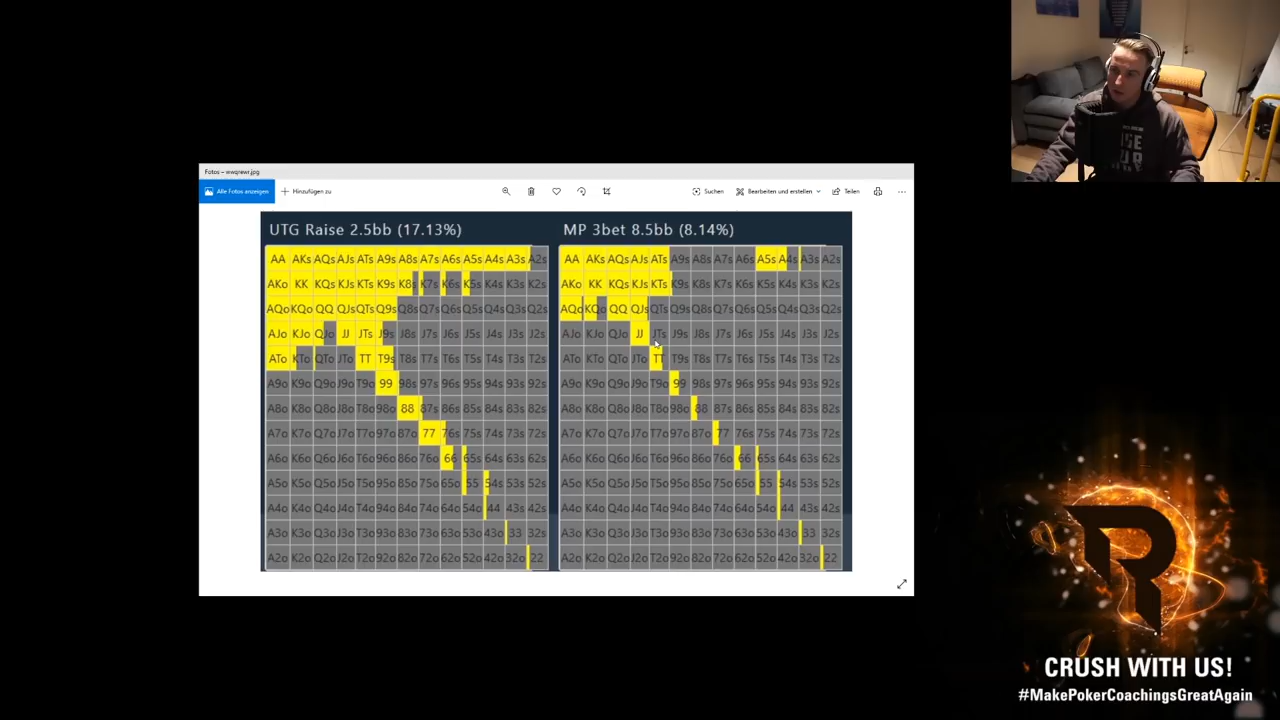 Fotos – wwqrewr.jpg
Alle Fotos anzeigen
Hinzufügen zu
Suchen
Bearbeiten und erstellen
Teilen
UTG Raise 2.5bb (17.13%)
AA AKs AQs AJs ATs A9s A8s A7s A6s A5s A4s A3s A2s
AKo KK KQs KJs KTs K9s K8s K7s K6s K5s K4s K3s K2s
AQo KQo QQ QJs QTs Q9s Q8s Q7s Q6s Q5s Q4s Q3s Q2s
AJo KJo QJo JJ JTs J9s J8s J7s J6s J5s J4s J3s J2s
ATo KTo QTo JTo TT T9s T8s T7s T6s T5s T4s T3s T2s
A9o K9o Q9o J9o T9o 99 98s 97s 96s 95s 94s 93s 92s
A8o K8o Q8o J8o T8o 98o 88 87s 86s 85s 84s 83s 82s
A7o K7o Q7o J7o T7o 97o 87o 77 76s 75s 74s 73s 72s
A6o K6o Q6o J6o T6o 96o 86o 76o 66 65s 64s 63s 62s
A5o K5o Q5o J5o T5o 95o 85o 75o 65o 55 54s 53s 52s
A4o K4o Q4o J4o T4o 94o 84o 74o 64o 54o 44 43s 42s
A3o K3o Q3o J3o T3o 93o 83o 73o 63o 53o 43o 33 32s
A2o K2o Q2o J2o T2o 92o 82o 72o 62o 52o 42o 32o 22
MP 3bet 8.5bb (8.14%)
AA AKs AQs AJs ATs A9s A8s A7s A6s A5s A4s A3s A2s
AKo KK KQs KJs KTs K9s K8s K7s K6s K5s K4s K3s K2s
AQo KQo QQ QJs QTs Q9s Q8s Q7s Q6s Q5s Q4s Q3s Q2s
AJo KJo QJo JJ JTs J9s J8s J7s J6s J5s J4s J3s J2s
ATo KTo QTo JTo TT T9s T8s T7s T6s T5s T4s T3s T2s
A9o K9o Q9o J9o T9o 99 98s 97s 96s 95s 94s 93s 92s
A8o K8o Q8o J8o T8o 98o 88 87s 86s 85s 84s 83s 82s
A7o K7o Q7o J7o T7o 97o 87o 77 76s 75s 74s 73s 72s
A6o K6o Q6o J6o T6o 96o 86o 76o 66 65s 64s 63s 62s
A5o K5o Q5o J5o T5o 95o 85o 75o 65o 55 54s 53s 52s
A4o K4o Q4o J4o T4o 94o 84o 74o 64o 54o 44 43s 42s
A3o K3o Q3o J3o T3o 93o 83o 73o 63o 53o 43o 33 32s
A2o K2o Q2o J2o T2o 92o 82o 72o 62o 52o 42o 32o 22
CRUSH WITH US!
#MakePokerCoachingsGreatAgain